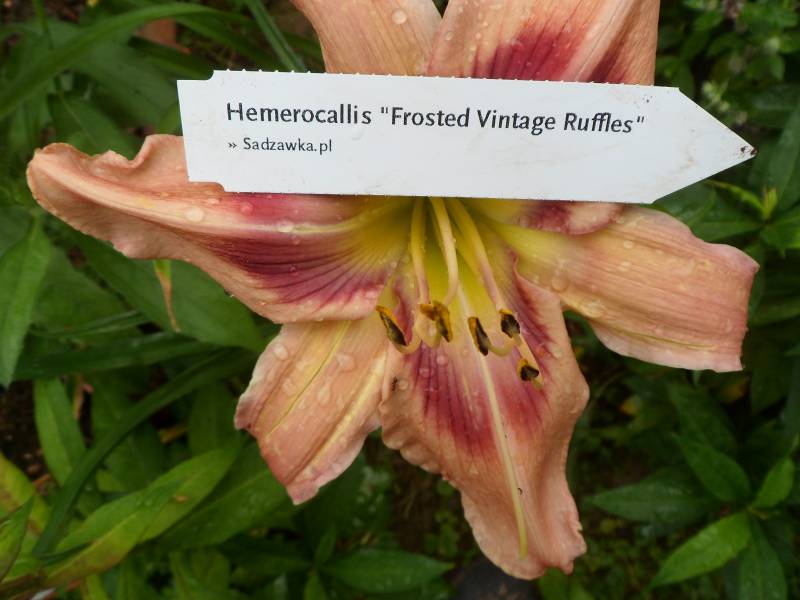 Hemerocallis "Frosted Vintage Ruffles"
» Sadzawka.pl